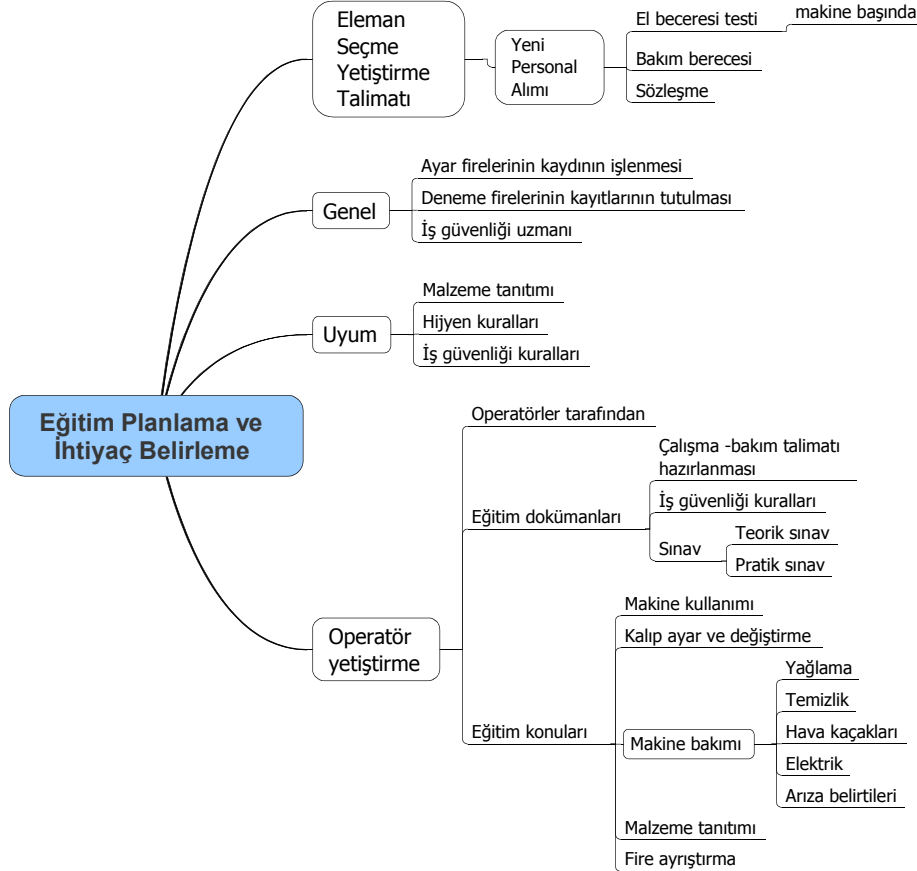 Eğitim Planlama ve
İhtiyaç Belirleme
Eleman
Seçme
Yetiştirme
Talimatı
Yeni
Personal
Alımı
El beceresi testi
makine başında
Bakım berecesi
Sözleşme
Genel
Ayar firelerinin kaydının işlenmesi
Deneme firelerinin kayıtlarının tutulması
İş güvenliği uzmanı
Uyum
Malzeme tanıtımı
Hijyen kuralları
İş güvenliği kuralları
Operatör
yetiştirme
Operatörler tarafından
Eğitim dokümanları
Çalışma -bakım talimatı
hazırlanması
İş güvenliği kuralları
Sınav
Teorik sınav
Pratik sınav
Eğitim konuları
Makine kullanımı
Kalıp ayar ve değiştirme
Makine bakımı
Yağlama
Temizlik
Hava kaçakları
Elektrik
Arıza belirtileri
Malzeme tanıtımı
Fire ayrıştırma